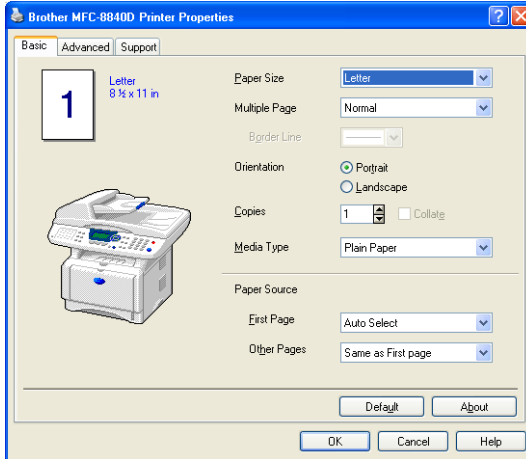 Brother MFC-8840D Printer Properties
Basic Advanced Support
1
Letter
8 ½ x 11 in
Paper Size Letter
Multiple Page Normal
Border Line
Orientation Portrait
Landscape
Copies 1 Collate
Media Type Plain Paper
Paper Source
First Page Auto Select
Other Pages Same as First page
Default About
OK Cancel Help